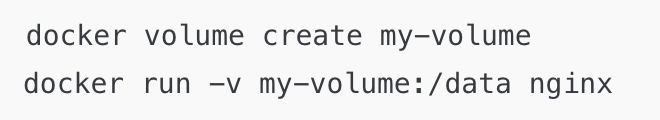 docker volume create my-volume
docker run -v my-volume:/data nginx